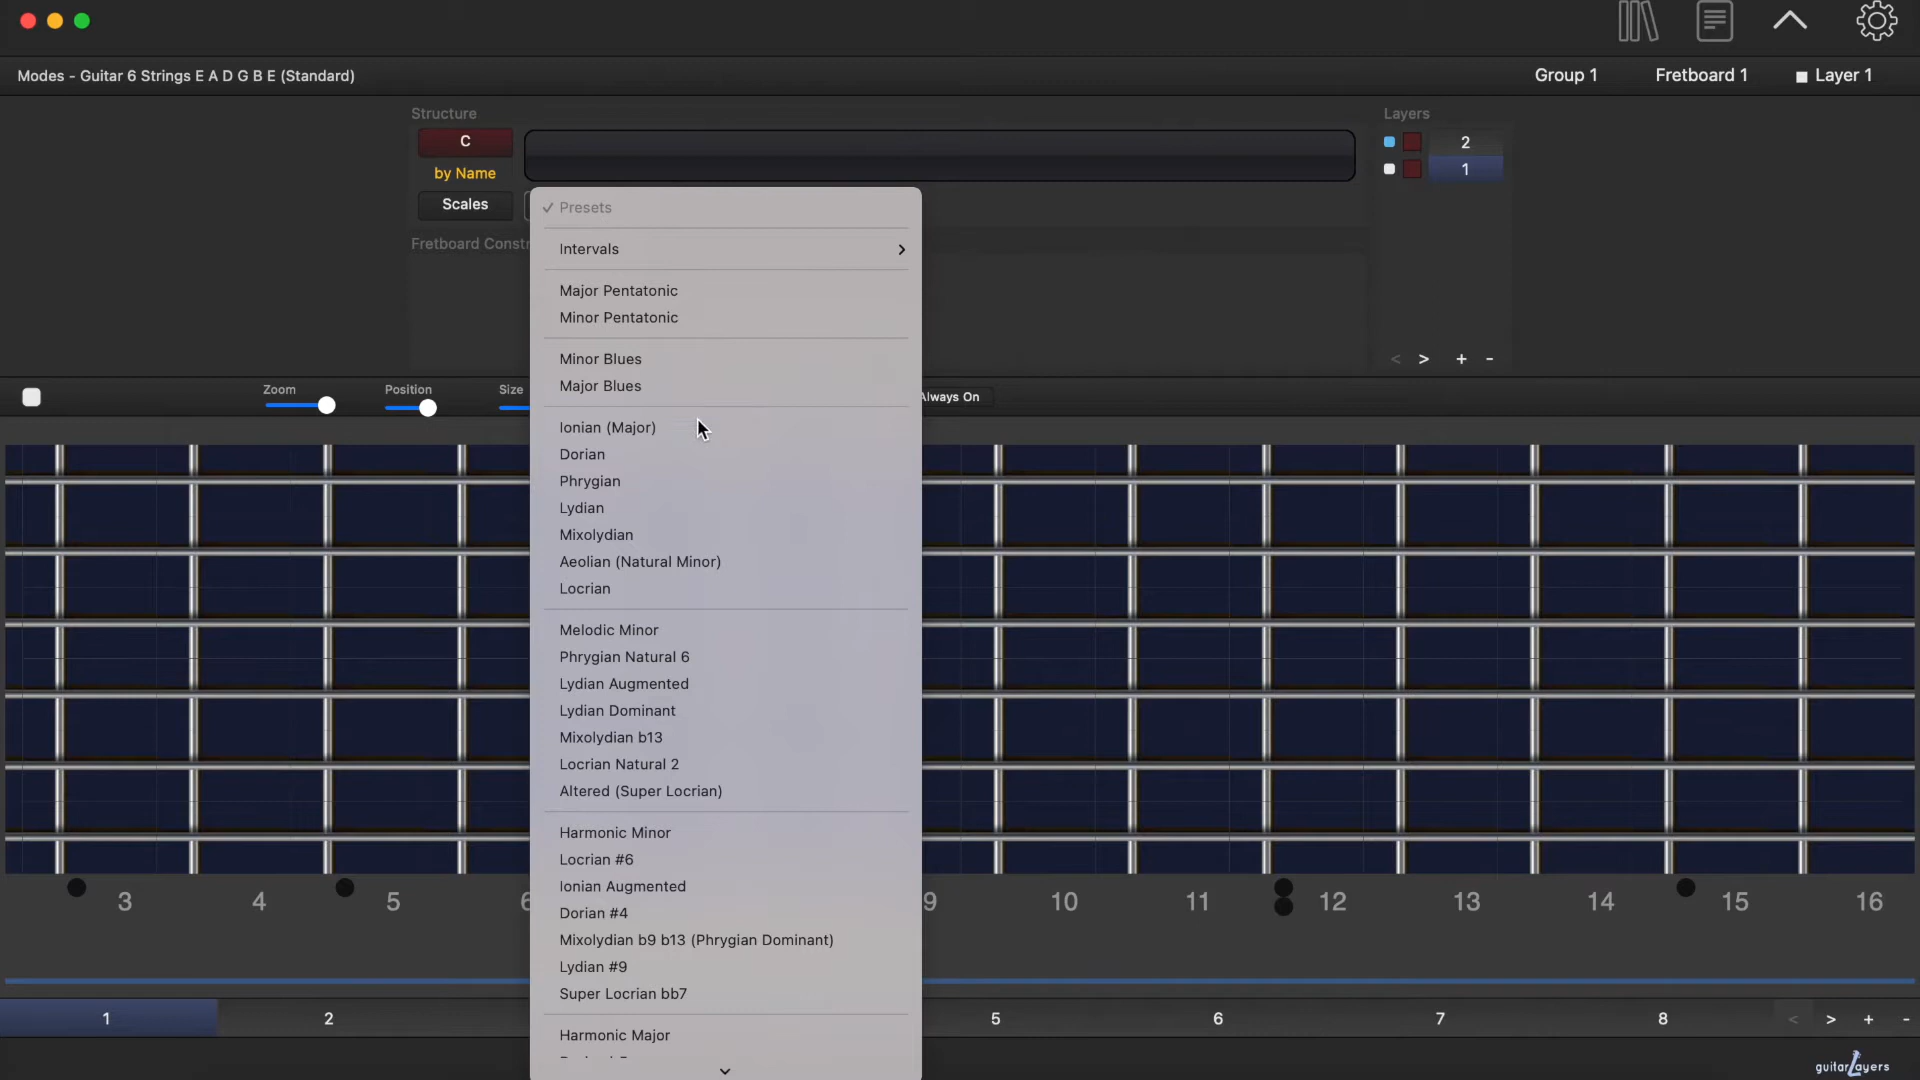 Modes - Guitar 6 Strings E A D G B E (Standard)
Group 1
Fretboard 1
Layer 1
Structure
C
by Name
Scales
Layers
2
1
Fretboard
< > + -
Presets
Intervals
Major Pentatonic
Minor Pentatonic
Minor Blues
Major Blues
Ionian (Major)
Dorian
Phrygian
Lydian
Mixolydian
Aeolian (Natural Minor)
Locrian
Melodic Minor
Phrygian Natural 6
Lydian Augmented
Lydian Dominant
Mixolydian b13
Locrian Natural 2
Altered (Super Locrian)
Harmonic Minor
Locrian #6
Ionian Augmented
Dorian #4
Mixolydian b9 b13 (Phrygian Dominant)
Lydian #9
Super Locrian bb7
Harmonic Major
Zoom
Position
Size
Always On
3 4 5 6 9 10 11 12 13 14 15 16
1 2 5 6 7 8 < > + -
guitarLayers